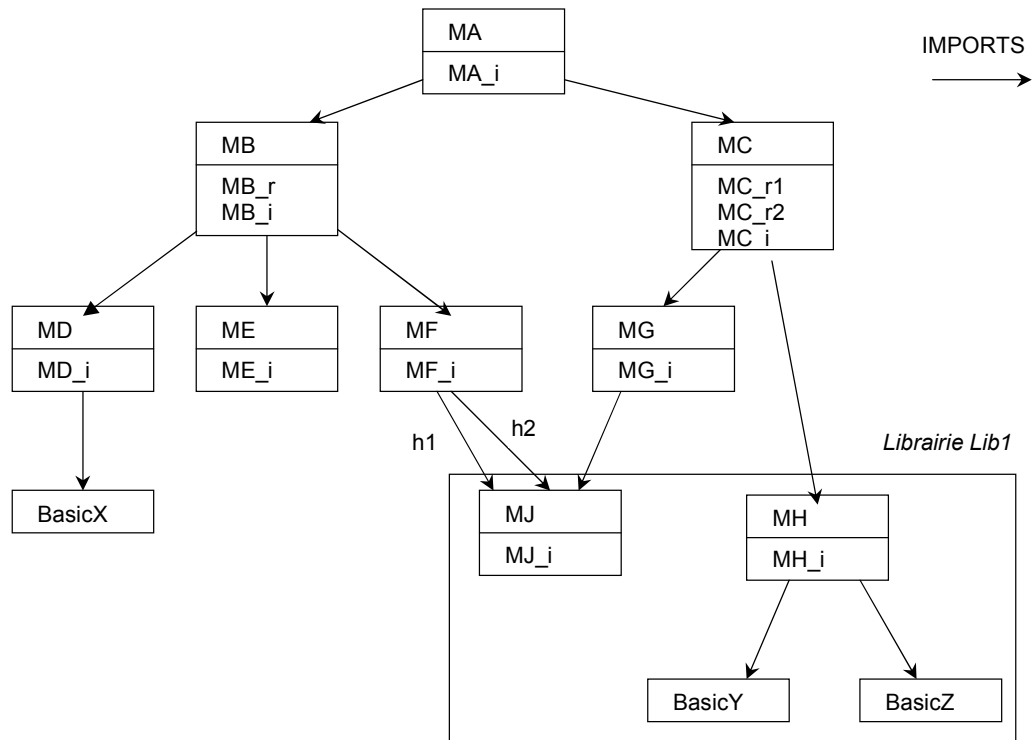 MA
MA_i
IMPORTS
MB
MB_r
MB_i
MC
MC_r1
MC_r2
MC_i
MD
MD_i
ME
ME_i
MF
MF_i
MG
MG_i
h1
h2
Librairie Lib1
BasicX
MJ
MJ_i
MH
MH_i
BasicY
BasicZ